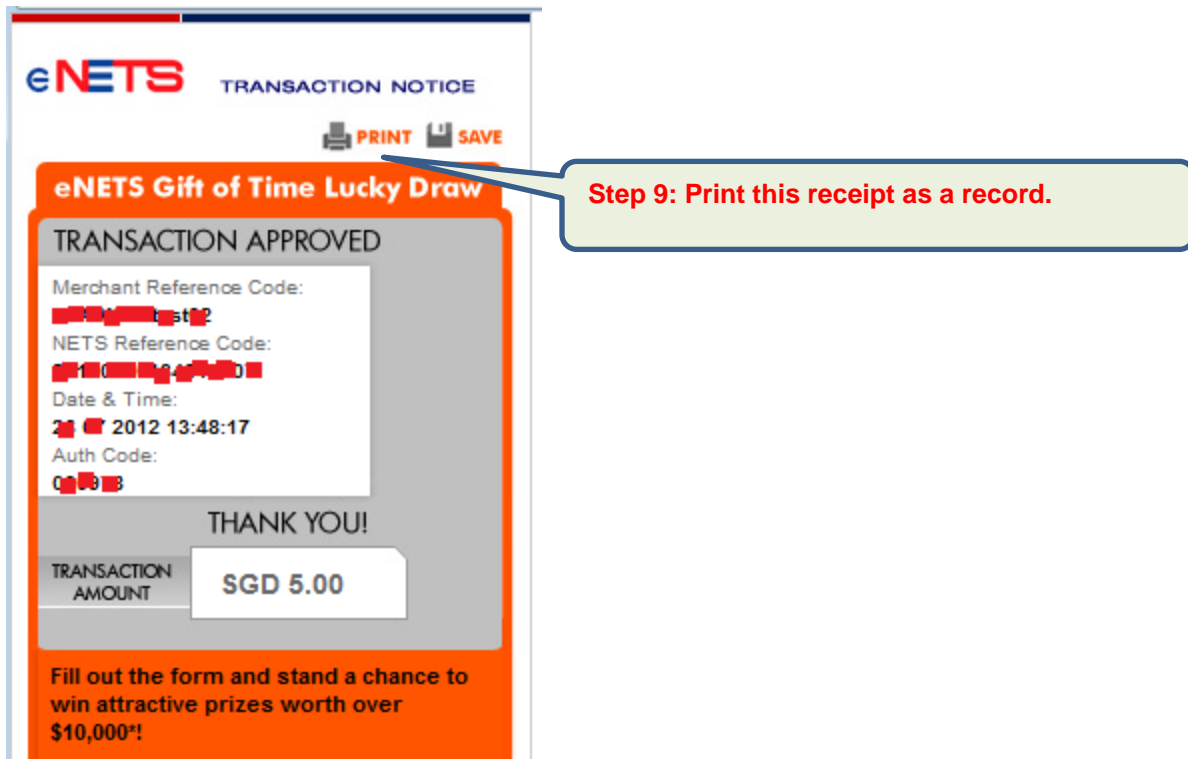 eNETS TRANSACTION NOTICE
PRINT SAVE
eNETS Gift of Time Lucky Draw
Step 9: Print this receipt as a record.
TRANSACTION APPROVED
Merchant Reference Code:
NETS Reference Code:
Date & Time:
2012 13:48:17
Auth Code:
THANK YOU!
TRANSACTION
AMOUNT
SGD 5.00
Fill out the form and stand a chance to
win attractive prizes worth over
$10,000*!